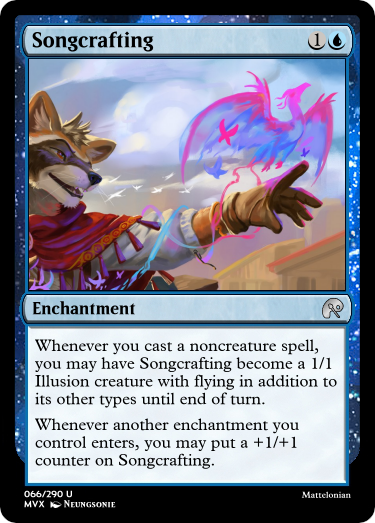 Songcrafting
1
Enchantment
Whenever you cast a noncreature spell,
you may have Songcrafting become a 1/1
Illusion creature with flying in addition to
its other types until end of turn.
Whenever another enchantment you
control enters, you may put a +1/+1
counter on Songcrafting.
066/290 U
MVX Neungsonie
Mattelonian